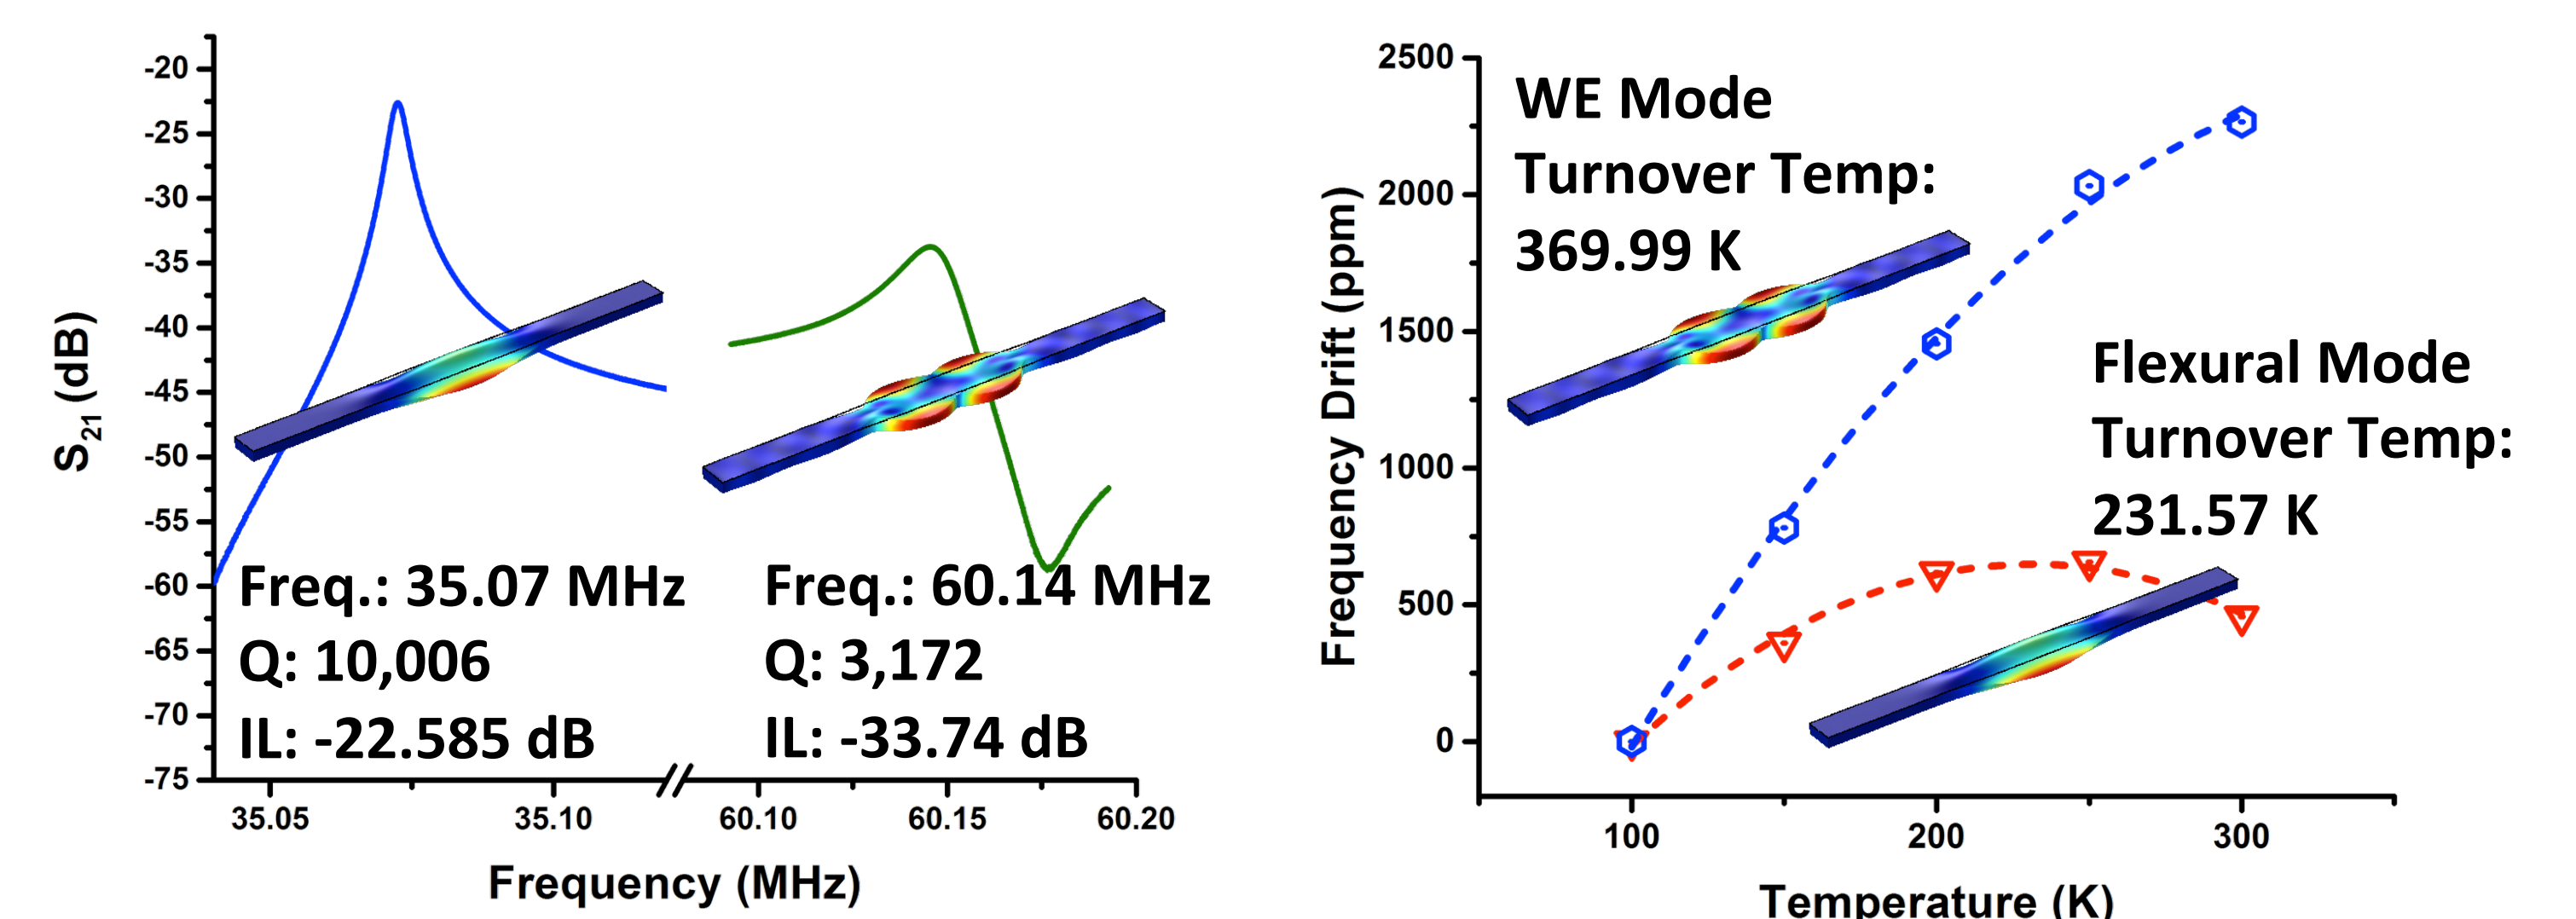 -20
-25
-30
-35
-40
-45
-50
-55
-60
-65
-70
-75
S21 (dB)
Freq.: 35.07 MHz
Q: 10,006
IL: -22.585 dB
Freq.: 60.14 MHz
Q: 3,172
IL: -33.74 dB
35.05 35.10 60.10 60.15 60.20
Frequency (MHz)
2500
2000
1500
1000
500
0
Frequency Drift (ppm)
WE Mode
Turnover Temp:
369.99 K
Flexural Mode
Turnover Temp:
231.57 K
100 200 300
Temperature (K)